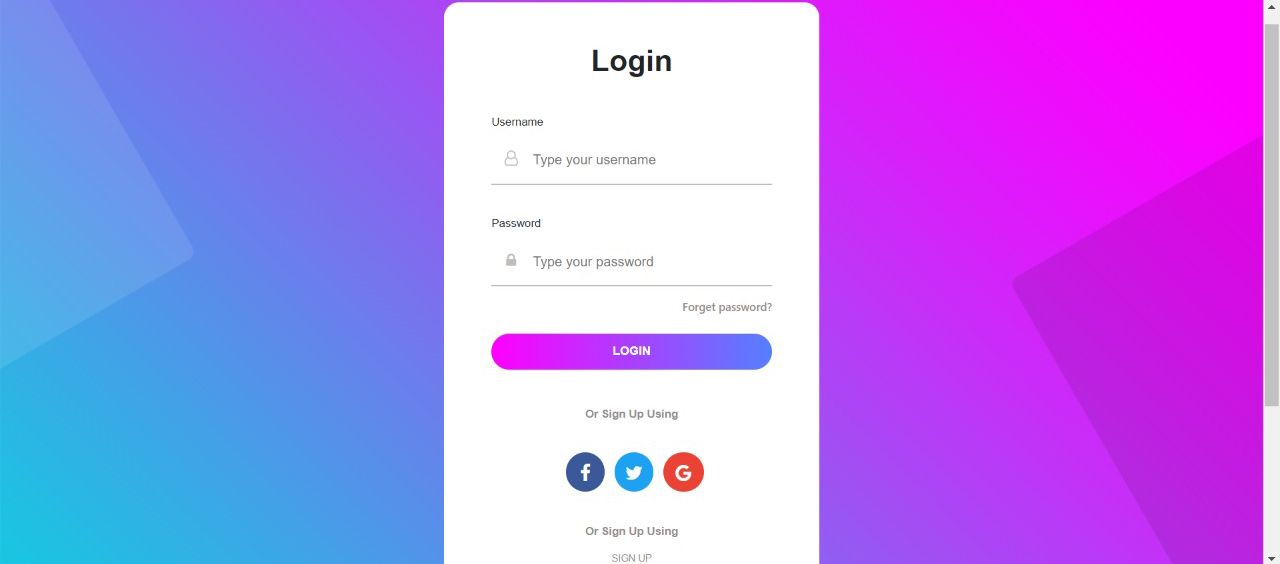 Login
Username
Type your username
Password
Type your password
Forget password?
LOGIN
Or Sign Up Using
Or Sign Up Using
SIGN UP